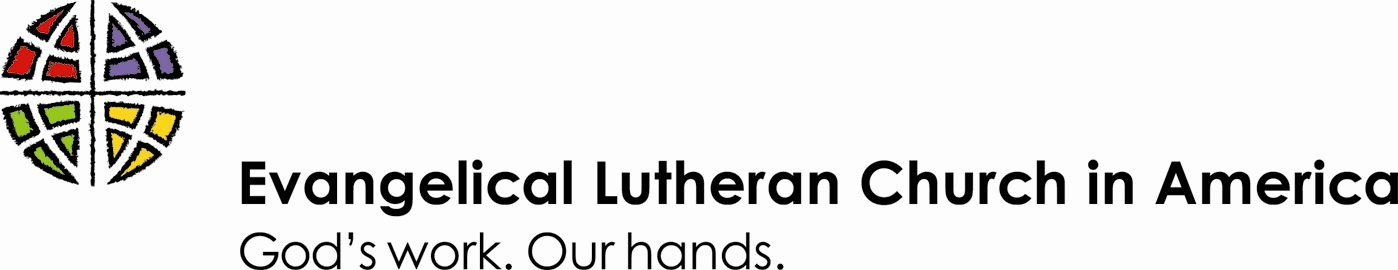 Evangelical Lutheran Church in America
God's work. Our hands.